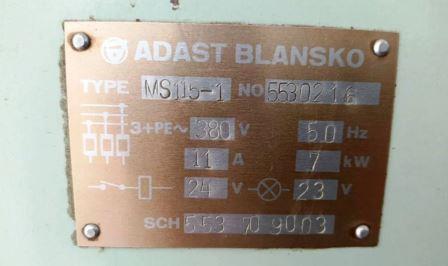 ADAST BLANSKO
TYPE MS115-1 NO 5530216
3+PE~ 380 V 50 Hz
11 A 7 kW
24 V 23 V
SCH 553 70 9003